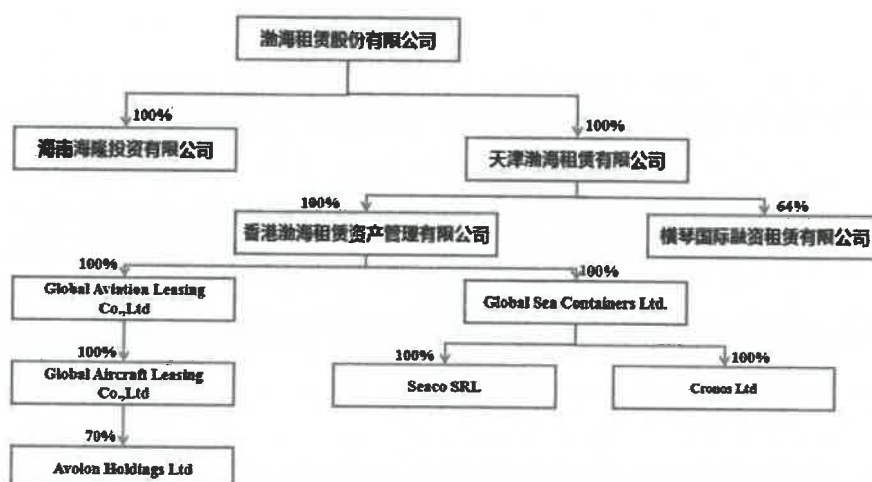 渤海租赁股份有限公司
100%
100%
海南海隆投资有限公司
天津渤海租赁有限公司
100%
64%
香港渤海租赁资产管理有限公司
横琴国际融资租赁有限公司
100%
100%
Global Aviation Leasing
Co.,Ltd
Global Sea Containers Ltd.
100%
100%
100%
Global Aircraft Leasing
Co.,Ltd
Seaco SRL
Cronos Ltd
70%
Avolon Holdings Ltd